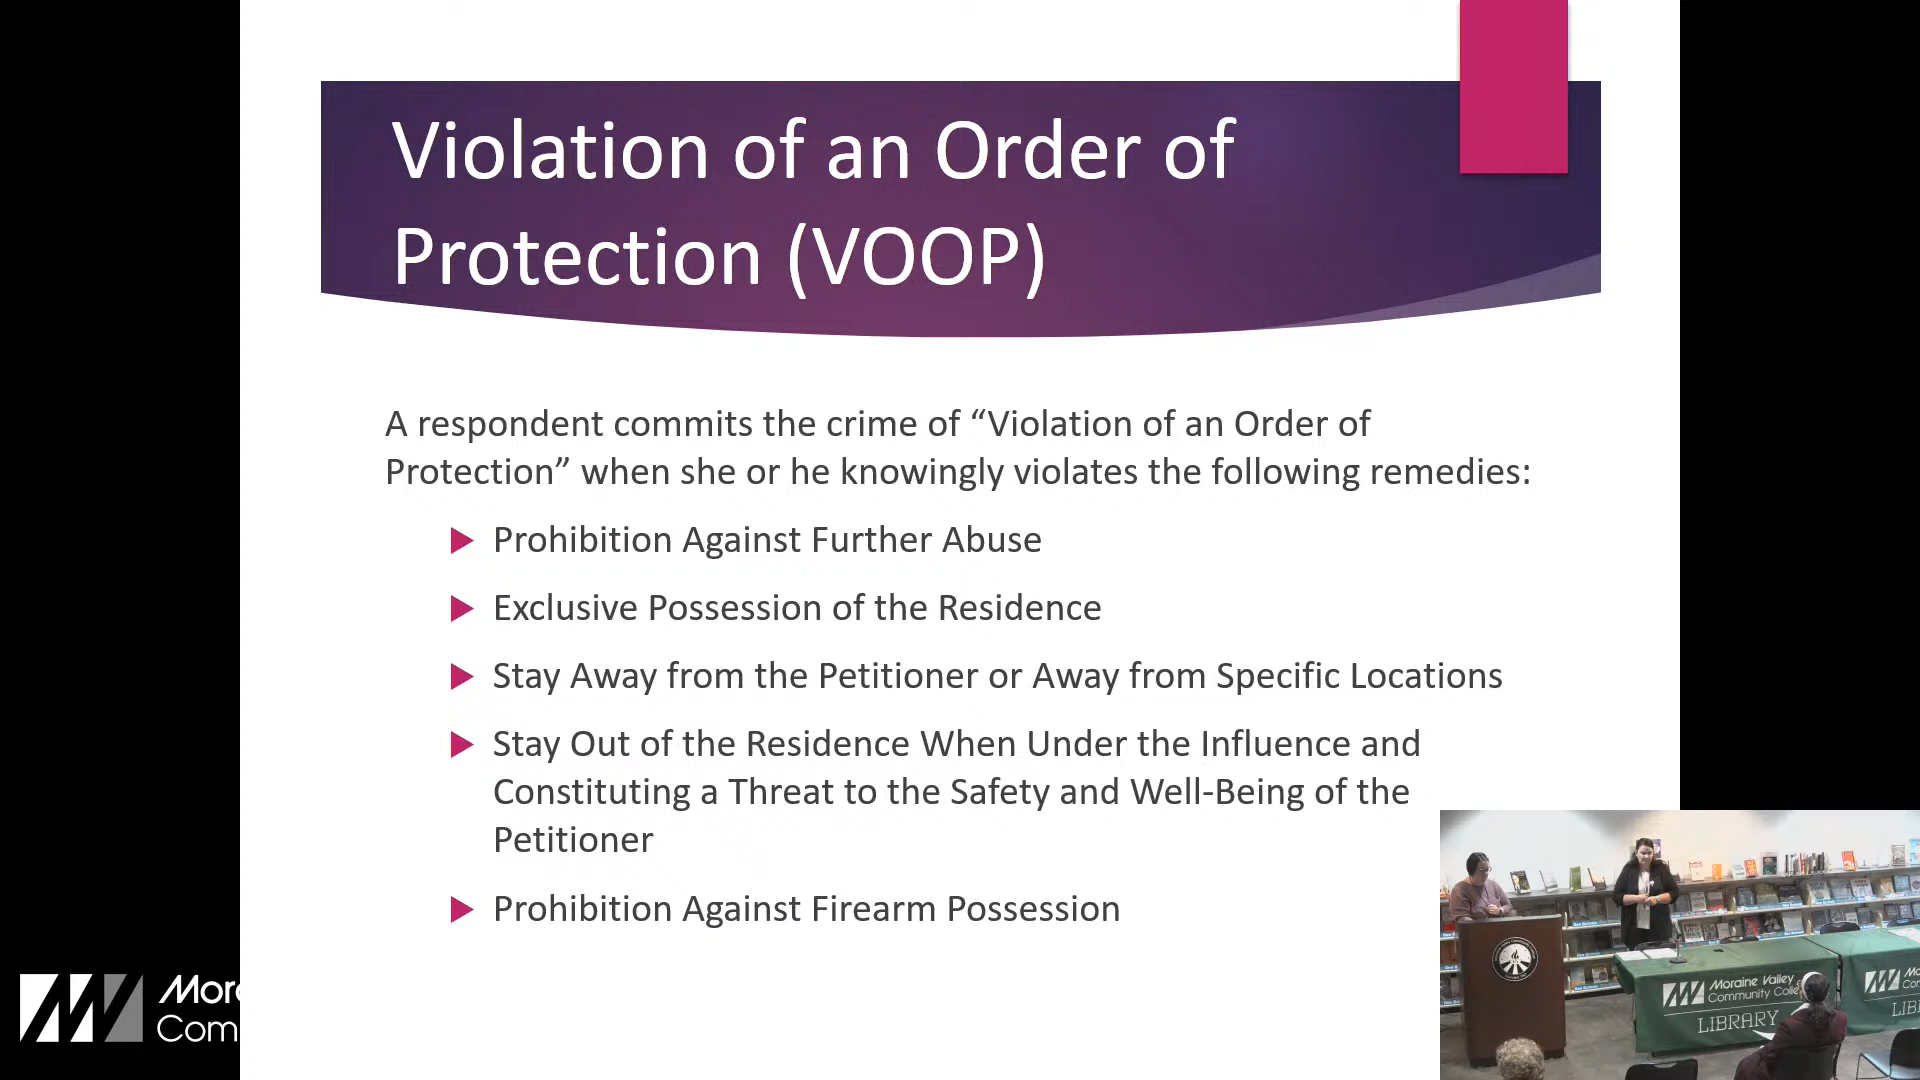 Violation of an Order of
Protection (VOOP)
A respondent commits the crime of “Violation of an Order of
Protection” when she or he knowingly violates the following remedies:
Prohibition Against Further Abuse
Exclusive Possession of the Residence
Stay Away from the Petitioner or Away from Specific Locations
Stay Out of the Residence When Under the Influence and
Constituting a Threat to the Safety and Well-Being of the
Petitioner
Prohibition Against Firearm Possession
Mor
Com
Moraine Valley
Community Colle
LIBRARY